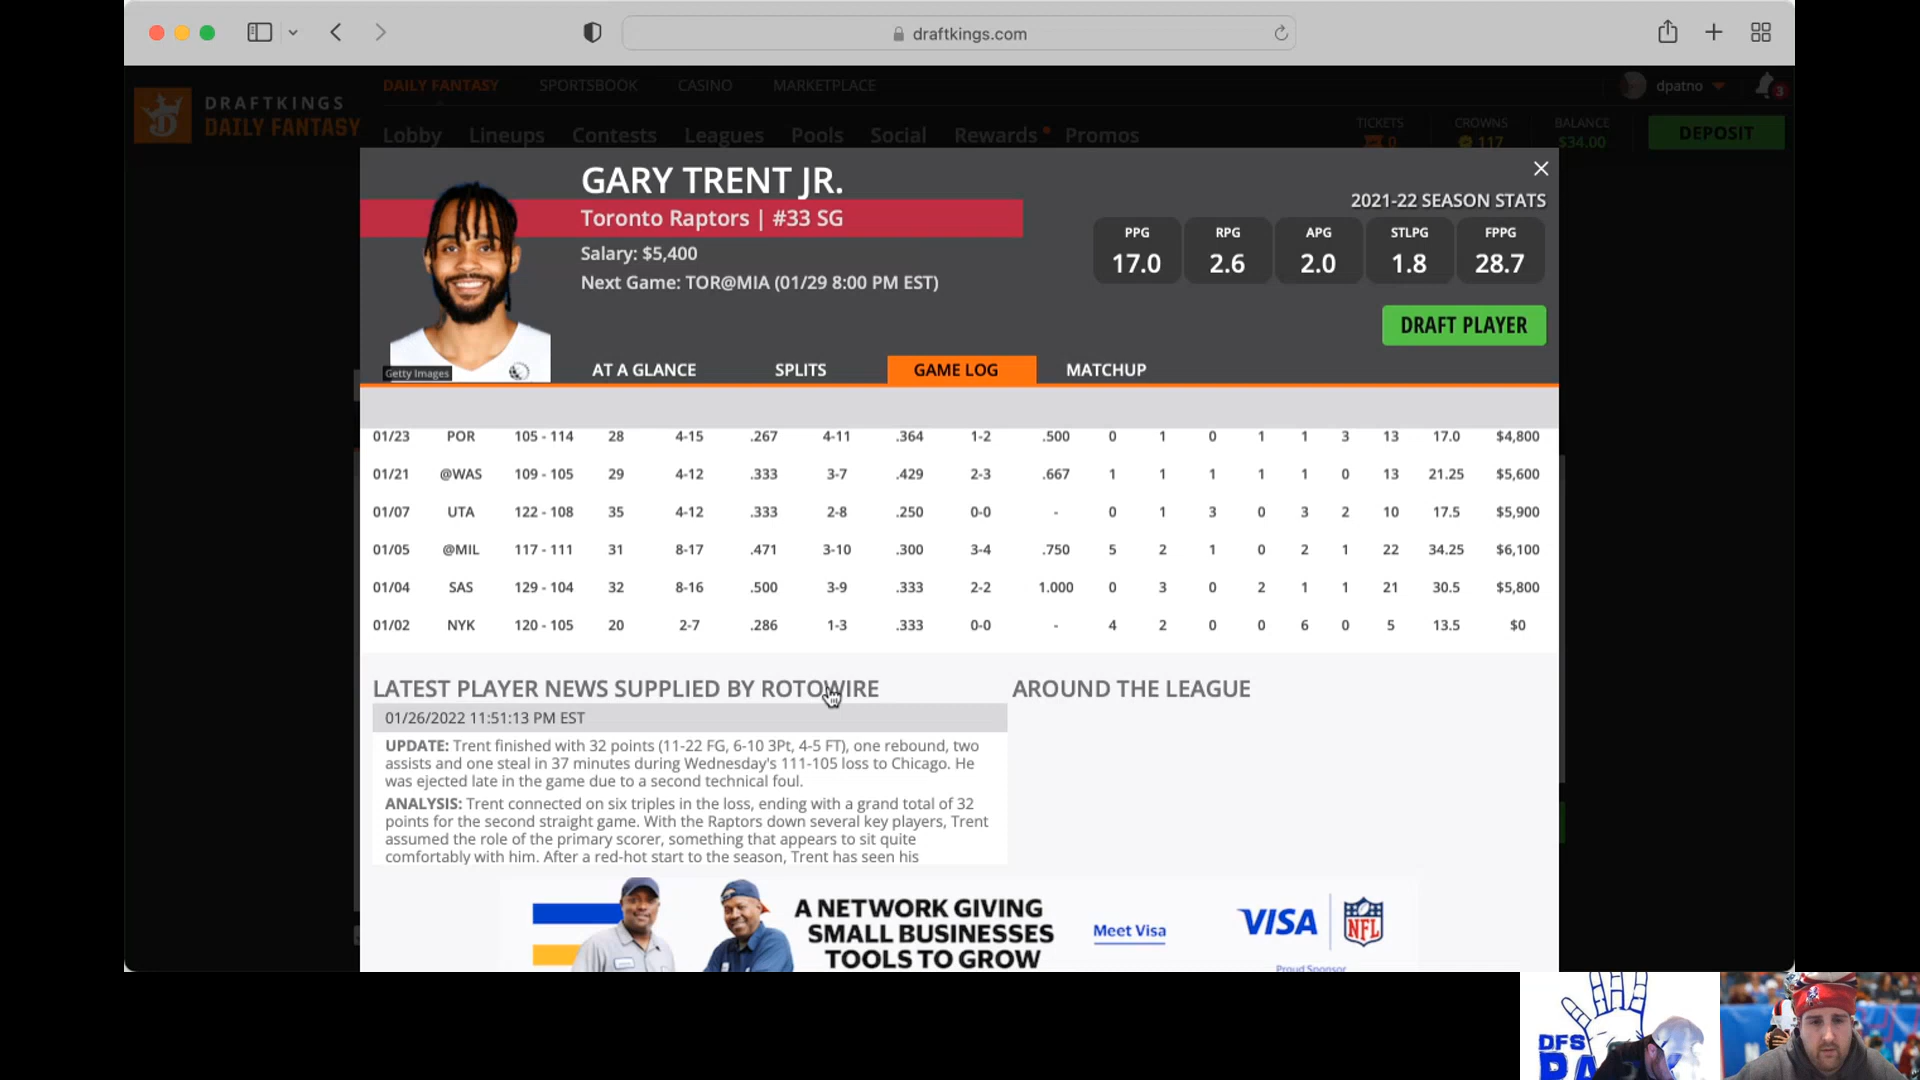 draftkings.com
DRAFTKINGS
DAILY FANTASY
DAILY FANTASY SPORTSBOOK CASINO MARKETPLACE
dpatno 3
Lobby Lineups Contests Leagues Pools Social Rewards Promos
TICKETS 0
CROWNS 117
BALANCE $34.00
DEPOSIT
GARY TRENT JR.
Toronto Raptors | #33 SG
Salary: $5,400
Next Game: TOR@MIA (01/29 8:00 PM EST)
Getty Images
2021-22 SEASON STATS
PPG RPG APG STLPG FPPG
17.0 2.6 2.0 1.8 28.7
DRAFT PLAYER
AT A GLANCE SPLITS GAME LOG MATCHUP
01/23 POR 105 - 114 28 4-15 .267 4-11 .364 1-2 .500 0 1 0 1 1 3 13 17.0 $4,800
01/21 @WAS 109 - 105 29 4-12 .333 3-7 .429 2-3 .667 1 1 1 1 1 0 13 21.25 $5,600
01/07 UTA 122 - 108 35 4-12 .333 2-8 .250 0-0 - 0 1 3 0 3 2 10 17.5 $5,900
01/05 @MIL 117 - 111 31 8-17 .471 3-10 .300 3-4 .750 5 2 1 0 2 1 22 34.25 $6,100
01/04 SAS 129 - 104 32 8-16 .500 3-9 .333 2-2 1.000 0 3 0 2 1 1 21 30.5 $5,800
01/02 NYK 120 - 105 20 2-7 .286 1-3 .333 0-0 - 4 2 0 0 6 0 5 13.5 $0
LATEST PLAYER NEWS SUPPLIED BY ROTOWIRE
AROUND THE LEAGUE
01/26/2022 11:51:13 PM EST
UPDATE: Trent finished with 32 points (11-22 FG, 6-10 3Pt, 4-5 FT), one rebound, two
assists and one steal in 37 minutes during Wednesday's 111-105 loss to Chicago. He
was ejected late in the game due to a second technical foul.
ANALYSIS: Trent connected on six triples in the loss, ending with a grand total of 32
points for the second straight game. With the Raptors down several key players, Trent
assumed the role of the primary scorer, something that appears to sit quite
comfortably with him. After a red-hot start to the season, Trent has seen his
A NETWORK GIVING
SMALL BUSINESSES
TOOLS TO GROW
Meet Visa
VISA
NFL
Proud Sponsor
DFS